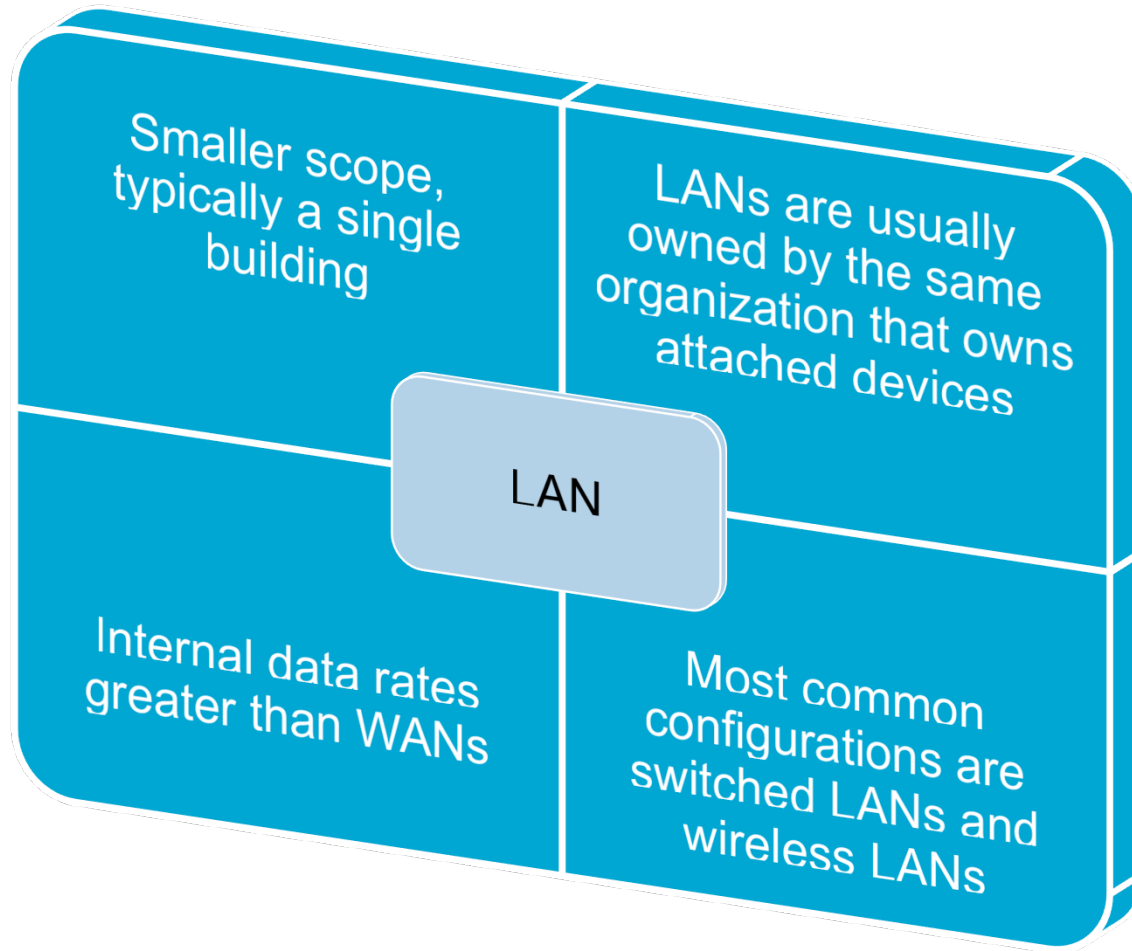 Smaller scope,
typically a single
building
LANs are usually
owned by the same
organization that owns
attached devices
LAN
Internal data rates
greater than WANs
Most common
configurations are
switched LANs and
wireless LANs